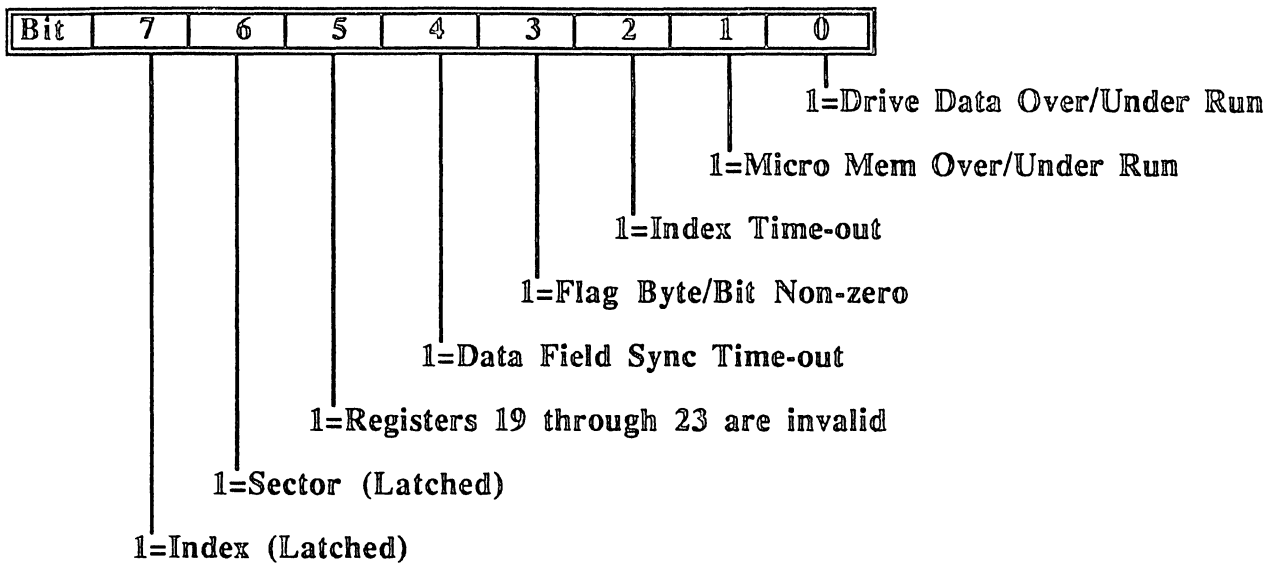 Bit 7 6 5 4 3 2 1 0
1=Drive Data Over/Under Run
1=Micro Mem Over/Under Run
1=Index Time-out
1=Flag Byte/Bit Non-zero
1=Data Field Sync Time-out
1=Registers 19 through 23 are invalid
1=Sector (Latched)
1=Index (Latched)